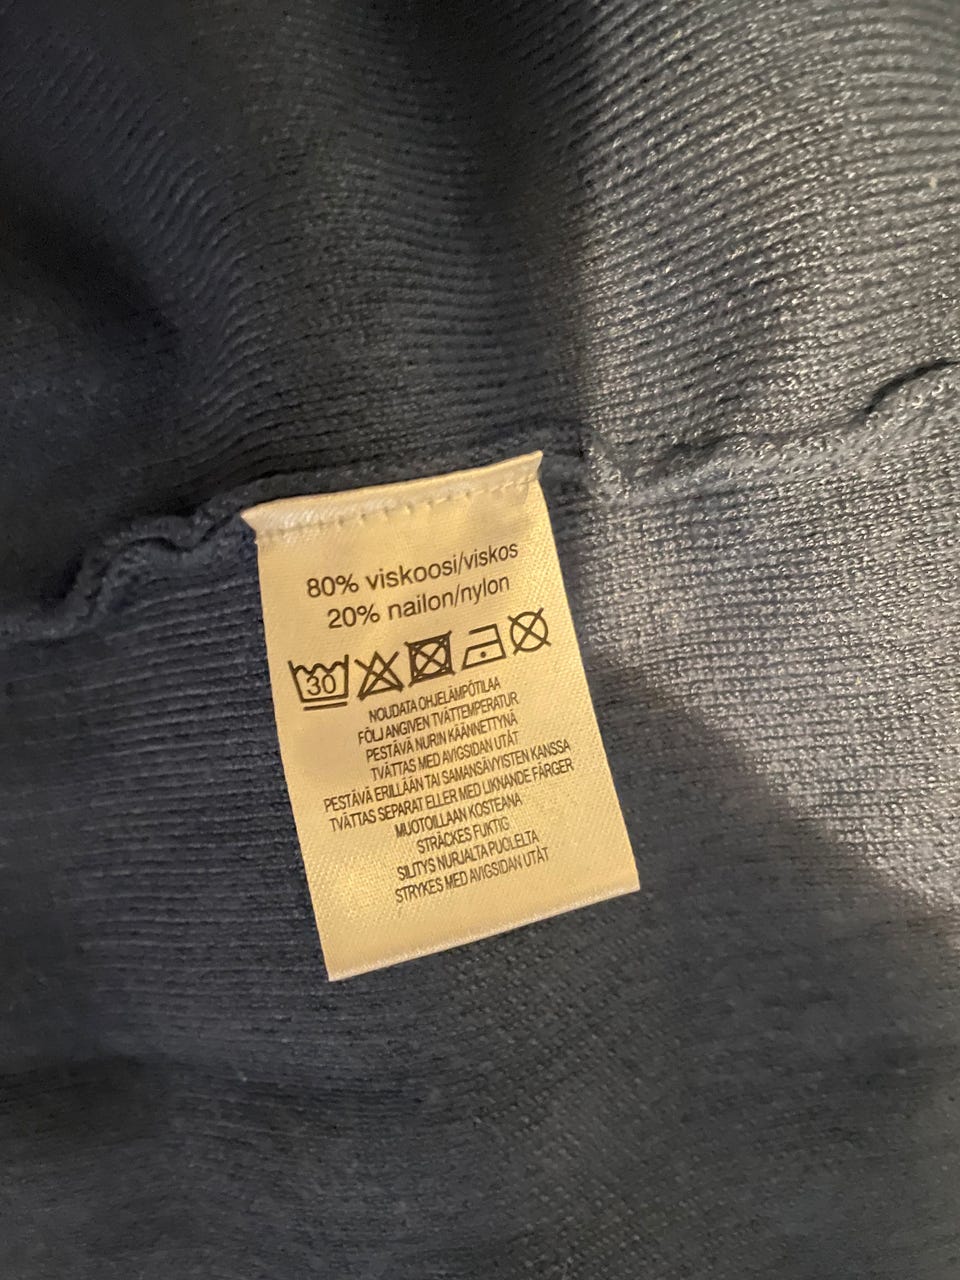 80% viskoosi/viskos
20% nailon/nylon
30
NOUDATA OHJELÄMPÖTILAA
FÖLJ ANGIVEN TVÄTTEMPERATUR
PESTÄVÄ NURIN KÄÄNNETTYNÄ
TVÄTTAS MED AVIGSIDAN UTÅT
PESTÄVÄ ERILLÄÄN TAI SAMANSÄVYISTEN KANSSA
TVÄTTAS SEPARAT ELLER MED LIKNANDE FÄRGER
MUOTOILLAAN KOSTEANA
STRÄCKES FUKTIG
SILITYS NURJALTA PUOLELTA
STRYKES MED AVIGSIDAN UTÅT